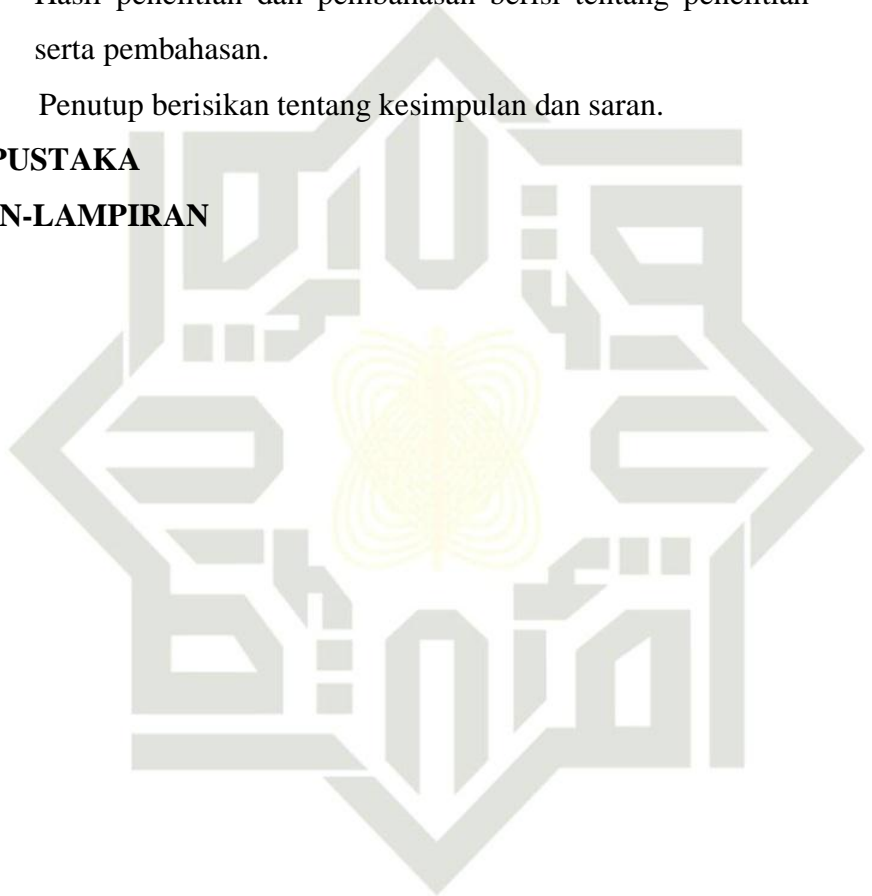 Hasil penelitian dan pembahasan berisi tentang penelitian
serta pembahasan.
Penutup berisikan tentang kesimpulan dan saran.
PUSTAKA
N-LAMPIRAN